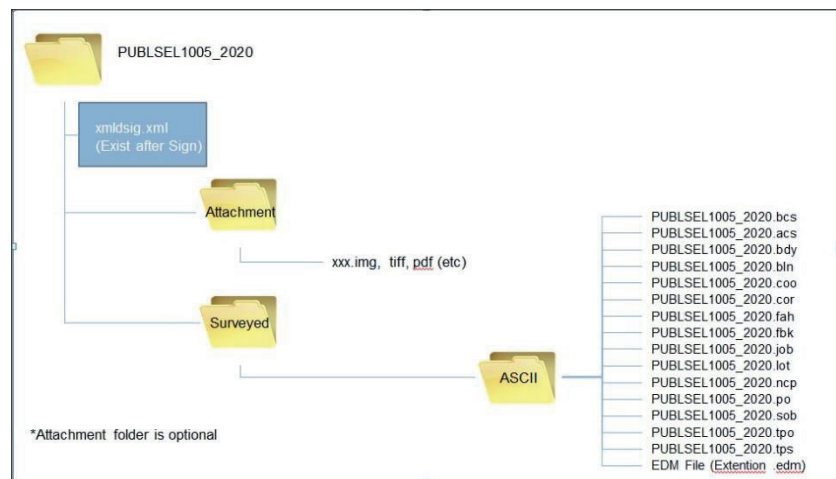 PUBLSEL1005_2020
xmldsig.xml
(Exist after Sign)
Attachment
xxx.img, tiff, pdf (etc)
Surveyed
ASCII
PUBLSEL1005_2020.bcs
PUBLSEL1005_2020.acs
PUBLSEL1005_2020.bdy
PUBLSEL1005_2020.bln
PUBLSEL1005_2020.coo
PUBLSEL1005_2020.cor
PUBLSEL1005_2020.fah
PUBLSEL1005_2020.fbk
PUBLSEL1005_2020.job
PUBLSEL1005_2020.lot
PUBLSEL1005_2020.ncp
PUBLSEL1005_2020.po
PUBLSEL1005_2020.sob
PUBLSEL1005_2020.tpo
PUBLSEL1005_2020.tps
EDM File (Extention .edm)
*Attachment folder is optional